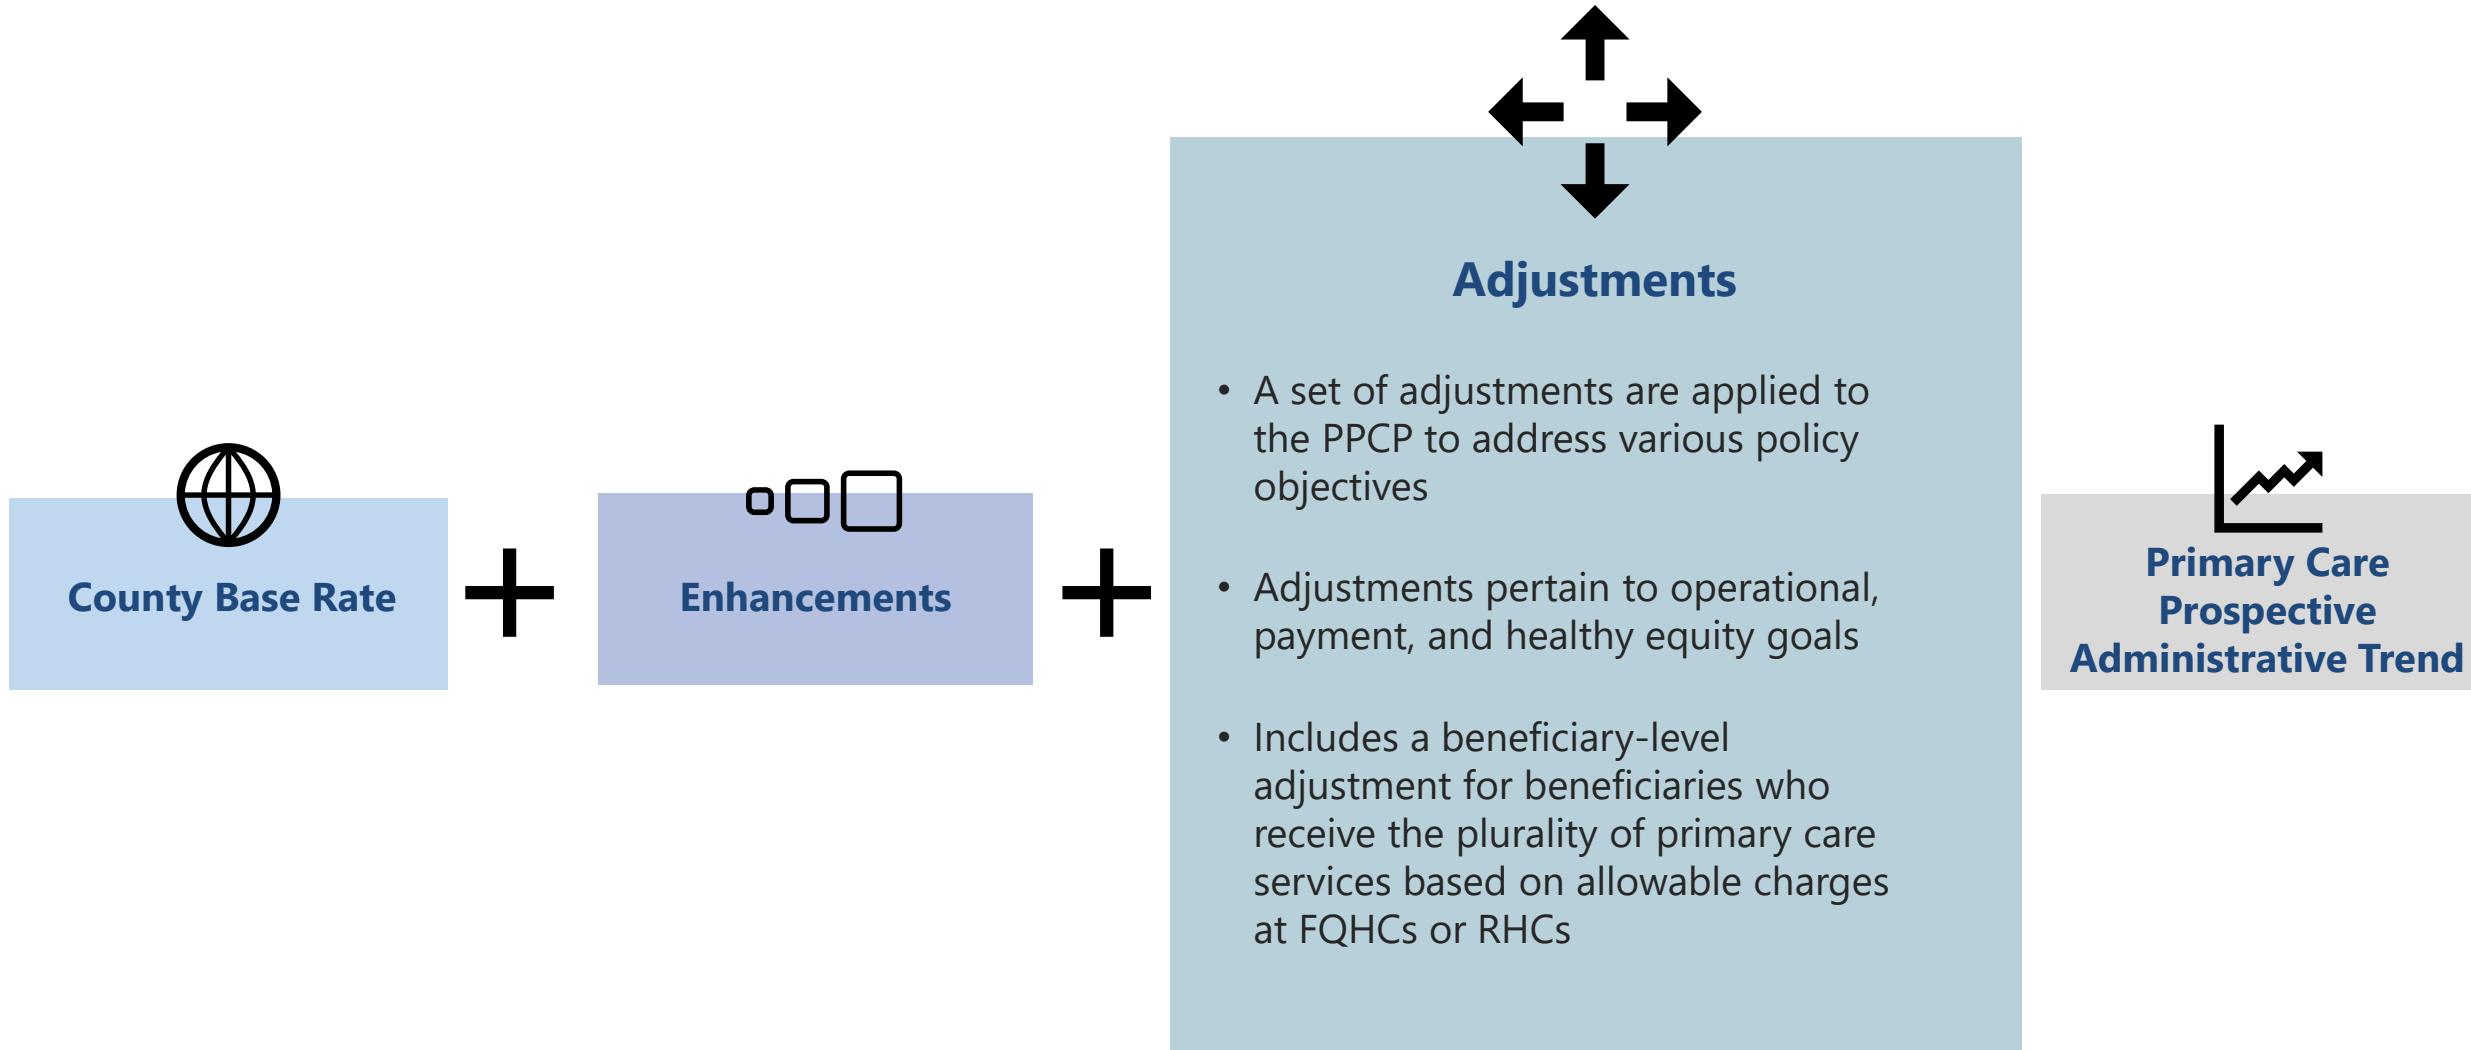 County Base Rate
Enhancements
Adjustments
• A set of adjustments are applied to
the PPCP to address various policy
objectives
• Adjustments pertain to operational,
payment, and healthy equity goals
• Includes a beneficiary-level
adjustment for beneficiaries who
receive the plurality of primary care
services based on allowable charges
at FQHCs or RHCs
Primary Care
Prospective
Administrative Trend